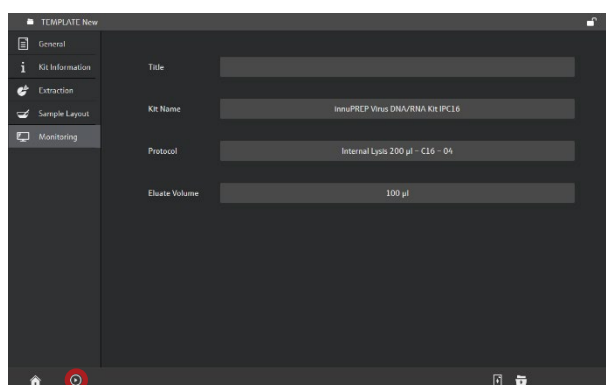 TEMPLATE New
General
Kit Information
Extraction
Sample Layout
Monitoring
Title
Kit Name InnuPREP Virus DNA/RNA Kit IPC16
Protocol Internal Lysis 200 µl – C16 – 04
Eluate Volume 100 µl